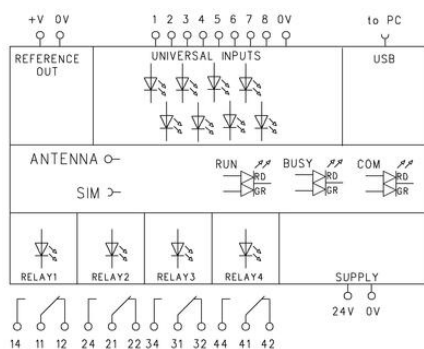 +V 0V 1 2 3 4 5 6 7 8 0V to PC
REFERENCE OUT UNIVERSAL INPUTS USB
ANTENNA RUN BUSY COM
RD RD RD
SIM GR GR GR
RELAY1 RELAY2 RELAY3 RELAY4 SUPPLY
24V 0V
14 11 12 24 21 22 34 31 32 44 41 42